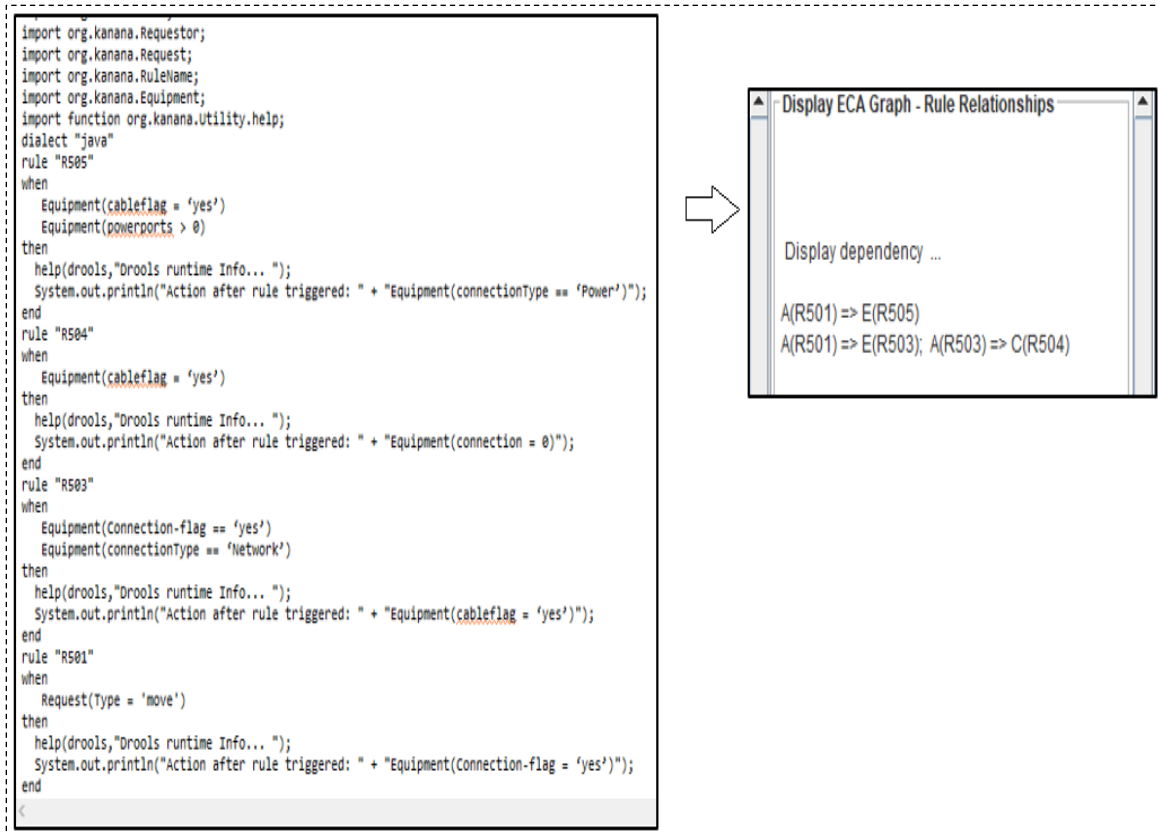 import org.kanana.Requestor;
import org.kanana.Request;
import org.kanana.RuleName;
import org.kanana.Equipment;
import function org.kanana.Utility.help;
dialect "java"
rule "R505"
when
Equipment(cableflag = ‘yes’)
Equipment(powerports > 0)
then
help(drools,"Drools runtime Info... ");
System.out.println("Action after rule triggered: " + "Equipment(connectionType == ‘Power’)");
end
rule "R504"
when
Equipment(cableflag = ‘yes’)
then
help(drools,"Drools runtime Info... ");
System.out.println("Action after rule triggered: " + "Equipment(connection = 0)");
end
rule "R503"
when
Equipment(Connection-flag == ‘yes’)
Equipment(connectionType == ‘Network’)
then
help(drools,"Drools runtime Info... ");
System.out.println("Action after rule triggered: " + "Equipment(cableflag = ‘yes’)");
end
rule "R501"
when
Request(Type = 'move')
then
help(drools,"Drools runtime Info... ");
System.out.println("Action after rule triggered: " + "Equipment(Connection-flag = ‘yes’)");
end
Display ECA Graph - Rule Relationships
Display dependency ...
A(R501) => E(R505)
A(R501) => E(R503); A(R503) => C(R504)